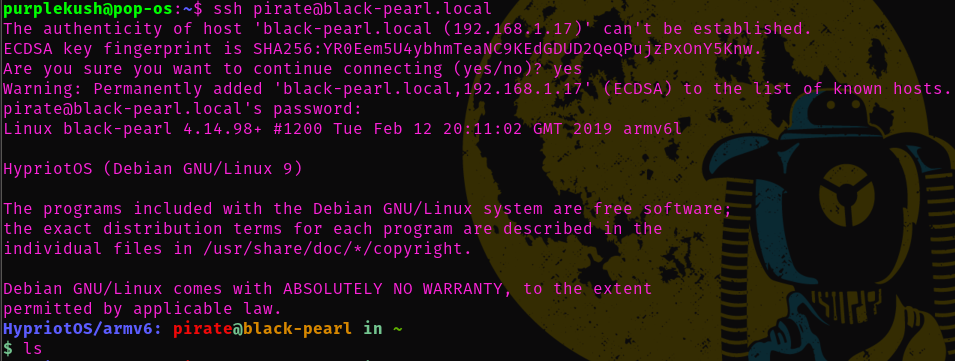 purplekush@pop-os:~$ ssh pirate@black-pearl.local
The authenticity of host 'black-pearl.local (192.168.1.17)' can't be established.
ECDSA key fingerprint is SHA256:YR0Eem5U4ybhmTeaNC9KEdGDUD2QeQPujzPxOnY5Knw.
Are you sure you want to continue connecting (yes/no)? yes
Warning: Permanently added 'black-pearl.local,192.168.1.17' (ECDSA) to the list of known hosts.
pirate@black-pearl.local's password:
Linux black-pearl 4.14.98+ #1200 Tue Feb 12 20:11:02 GMT 2019 armv6l
HypriotOS (Debian GNU/Linux 9)
The programs included with the Debian GNU/Linux system are free software;
the exact distribution terms for each program are described in the
individual files in /usr/share/doc/*/copyright.
Debian GNU/Linux comes with ABSOLUTELY NO WARRANTY, to the extent
permitted by applicable law.
HypriotOS/armv6: pirate@black-pearl in ~
$ ls